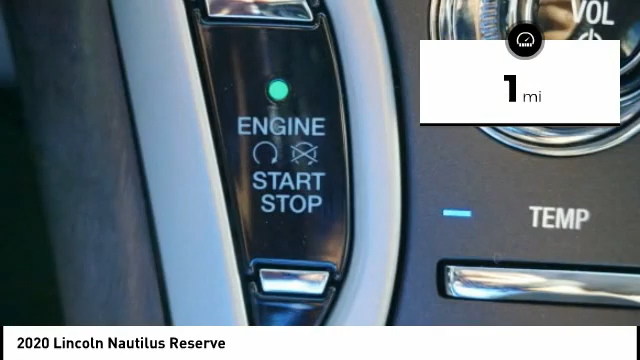 VOL
1 mi
ENGINE
START
STOP
TEMP
2020 Lincoln Nautilus Reserve